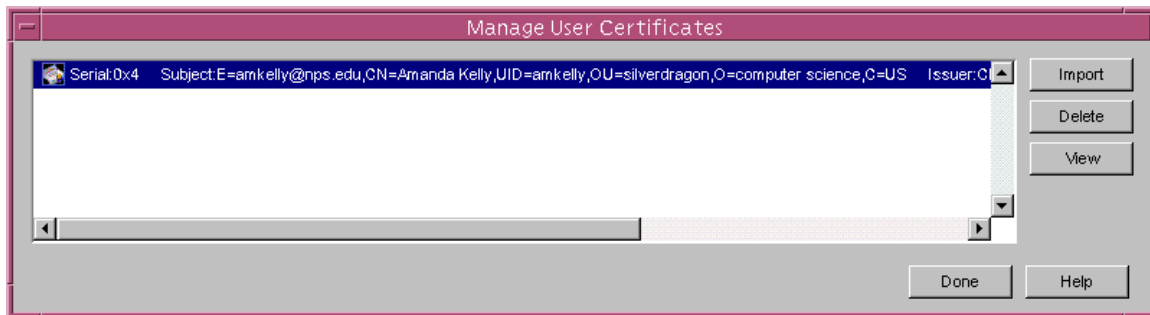 Manage User Certificates
Serial:0x4 Subject:E=amkelly@nps.edu,CN=Amanda Kelly,UID=amkelly,OU=silverdragon,O=computer science,C=US Issuer:C
Import
Delete
View
Done
Help